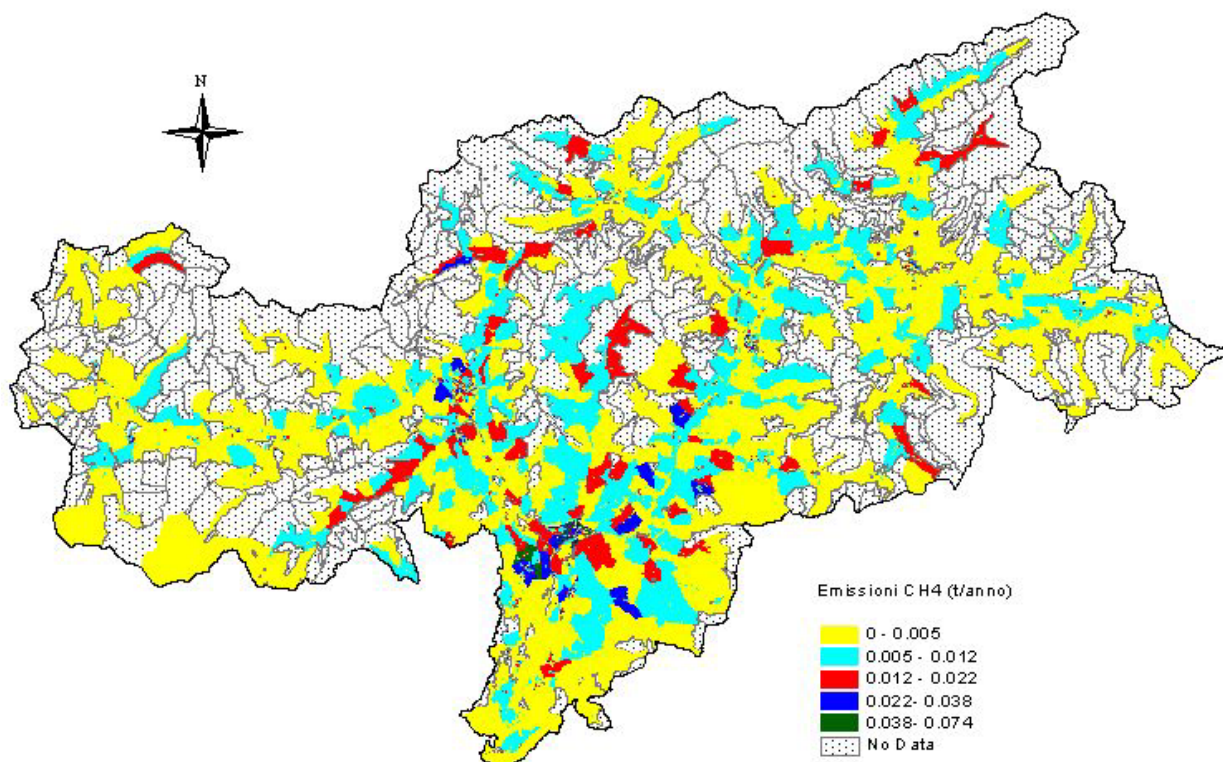 N
Emissioni CH4 (t/anno)
0 - 0.005
0.005 - 0.012
0.012 - 0.022
0.022- 0.038
0.038- 0.074
No Data